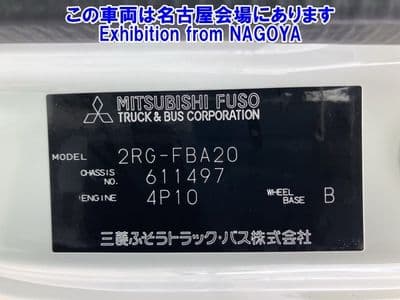 この車両は名古屋会場にあります
Exhibition from NAGOYA
MITSUBISHI FUSO
TRUCK & BUS CORPORATION
MODEL 2RG-FBA20
CHASSIS NO. 611497
ENGINE 4P10 WHEEL BASE B
三菱ふそうトラック・バス株式会社